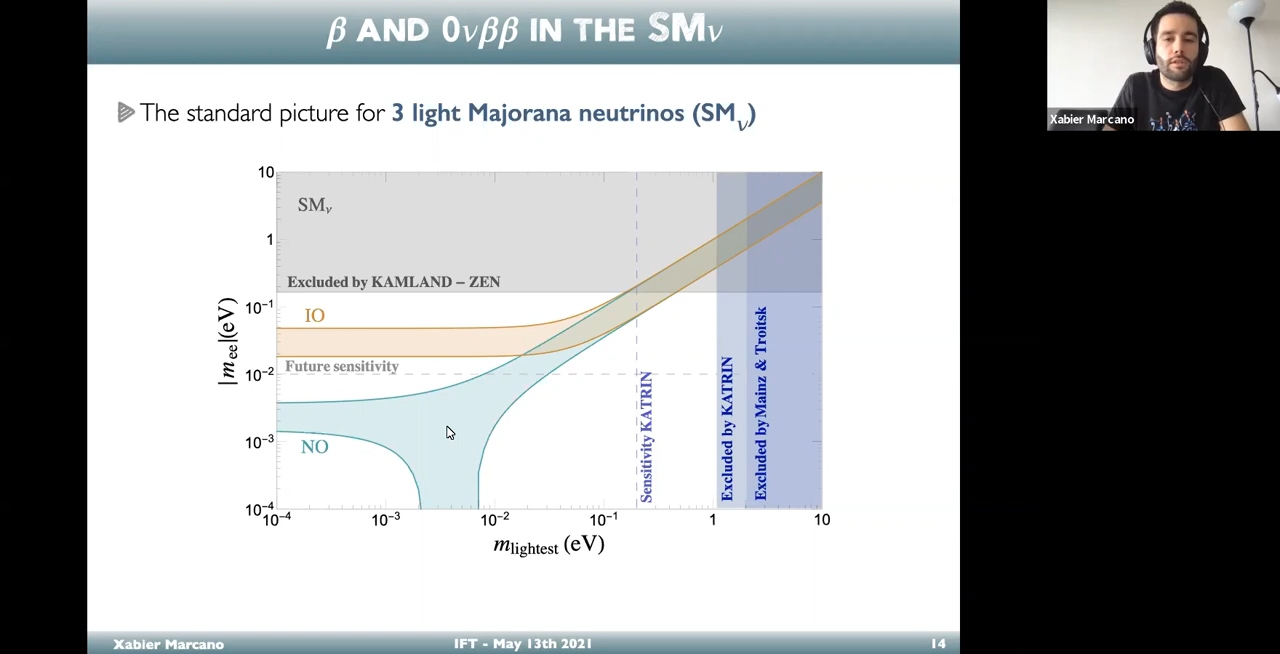 β AND 0νββ IN THE SMν
The standard picture for 3 light Majorana neutrinos (SMν)
Xabier Marcano
10
1
10⁻¹
10⁻²
10⁻³
10⁻⁴
|mee|(eV)
SMν
Excluded by KAMLAND – ZEN
IO
Future sensitivity
NO
Sensitivity KATRIN
Excluded by KATRIN
Excluded by Mainz & Troitsk
10⁻⁴ 10⁻³ 10⁻² 10⁻¹ 1 10
mlightest (eV)
Xabier Marcano IFT - May 13th 2021 14